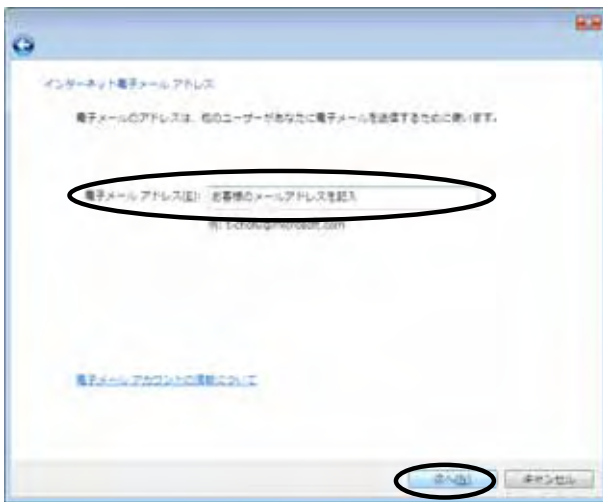 インターネット電子メール アドレス
電子メールのアドレスは、他のユーザーがあなたに電子メールを送信するために使います。
電子メール アドレス(E): お客様のメールアドレスを記入
例: t-chofu@microsoft.com
電子メール アカウントの情報について
次へ(N) キャンセル